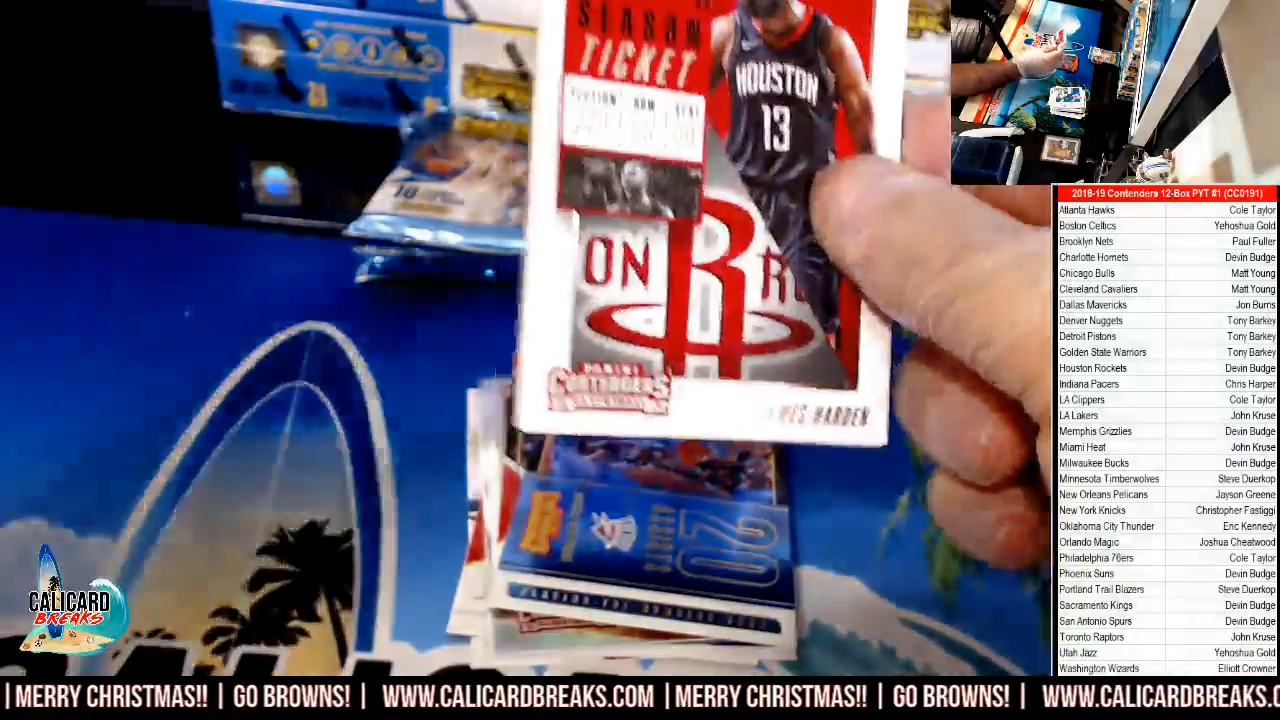 SEASON
TICKET
HOUSTON
13
ON
R
PANINI
CONTENDERS
HARDEN
20
CALICARD
BREAKS
2018-19 Contenders 12-Box PYT #1 (CC0191)
Atlanta Hawks Cole Taylor
Boston Celtics Yehoshua Gold
Brooklyn Nets Paul Fuller
Charlotte Hornets Devin Budge
Chicago Bulls Matt Young
Cleveland Cavaliers Matt Young
Dallas Mavericks Jon Burns
Denver Nuggets Tony Barkey
Detroit Pistons Tony Barkey
Golden State Warriors Tony Barkey
Houston Rockets Devin Budge
Indiana Pacers Chris Harper
LA Clippers Cole Taylor
LA Lakers John Kruse
Memphis Grizzlies Devin Budge
Miami Heat John Kruse
Milwaukee Bucks Devin Budge
Minnesota Timberwolves Steve Duerkop
New Orleans Pelicans Jayson Greene
New York Knicks Christopher Fastiggi
Oklahoma City Thunder Eric Kennedy
Orlando Magic Joshua Cheatwood
Philadelphia 76ers Cole Taylor
Phoenix Suns Devin Budge
Portland Trail Blazers Steve Duerkop
Sacramento Kings Devin Budge
San Antonio Spurs Devin Budge
Toronto Raptors John Kruse
Utah Jazz Yehoshua Gold
Washington Wizards Elliott Crowner
| MERRY CHRISTMAS!! | GO BROWNS! | WWW.CALICARDBREAKS.COM | MERRY CHRISTMAS!! | GO BROWNS! | WWW.CALICARDBREAKS.C